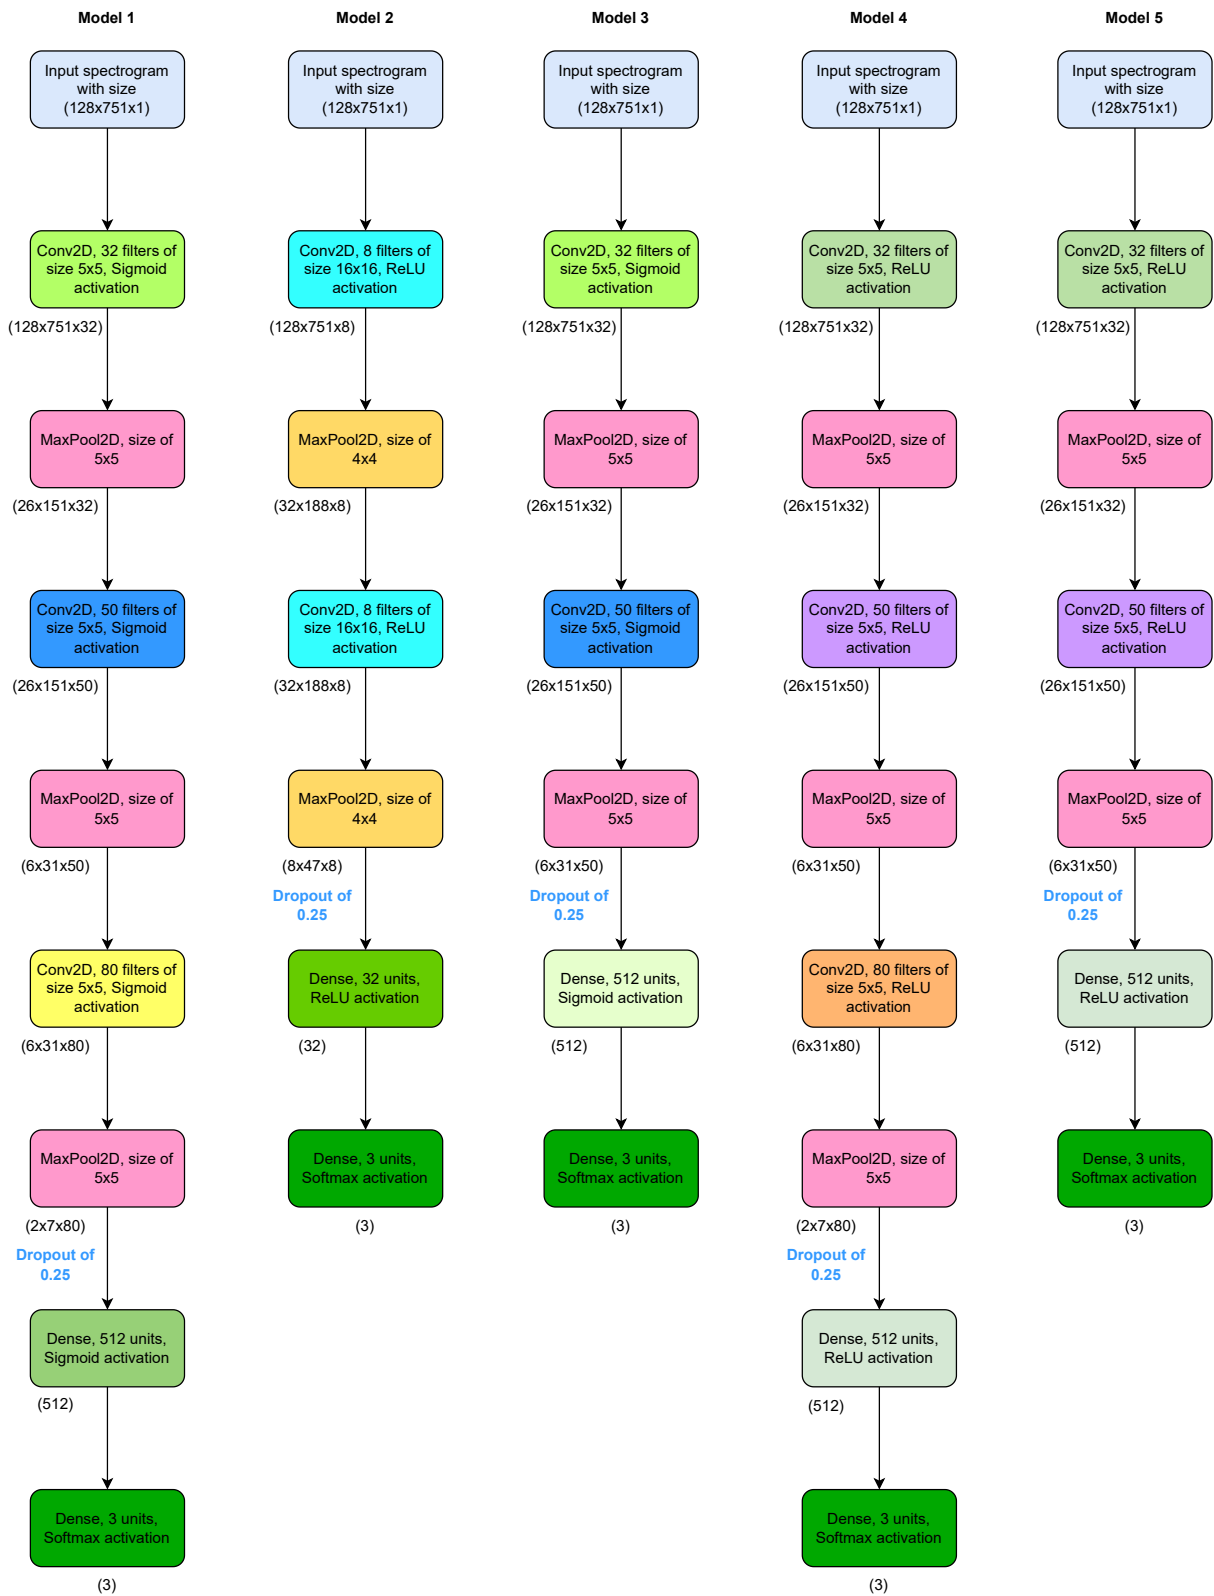 Model 1
Input spectrogram
with size
(128x751x1)
Conv2D, 32 filters of
size 5x5, Sigmoid
activation
(128x751x32)
MaxPool2D, size of
5x5
(26x151x32)
Conv2D, 50 filters of
size 5x5, Sigmoid
activation
(26x151x50)
MaxPool2D, size of
5x5
(6x31x50)
Conv2D, 80 filters of
size 5x5, Sigmoid
activation
(6x31x80)
MaxPool2D, size of
5x5
(2x7x80)
Dropout of
0.25
Dense, 512 units,
Sigmoid activation
(512)
Dense, 3 units,
Softmax activation
(3)
Model 2
Input spectrogram
with size
(128x751x1)
Conv2D, 8 filters of
size 16x16, ReLU
activation
(128x751x8)
MaxPool2D, size of
4x4
(32x188x8)
Conv2D, 8 filters of
size 16x16, ReLU
activation
(32x188x8)
MaxPool2D, size of
4x4
(8x47x8)
Dropout of
0.25
Dense, 32 units,
ReLU activation
(32)
Dense, 3 units,
Softmax activation
(3)
Model 3
Input spectrogram
with size
(128x751x1)
Conv2D, 32 filters of
size 5x5, Sigmoid
activation
(128x751x32)
MaxPool2D, size of
5x5
(26x151x32)
Conv2D, 50 filters of
size 5x5, Sigmoid
activation
(26x151x50)
MaxPool2D, size of
5x5
(6x31x50)
Dropout of
0.25
Dense, 512 units,
Sigmoid activation
(512)
Dense, 3 units,
Softmax activation
(3)
Model 4
Input spectrogram
with size
(128x751x1)
Conv2D, 32 filters of
size 5x5, ReLU
activation
(128x751x32)
MaxPool2D, size of
5x5
(26x151x32)
Conv2D, 50 filters of
size 5x5, ReLU
activation
(26x151x50)
MaxPool2D, size of
5x5
(6x31x50)
Conv2D, 80 filters of
size 5x5, ReLU
activation
(6x31x80)
MaxPool2D, size of
5x5
(2x7x80)
Dropout of
0.25
Dense, 512 units,
ReLU activation
(512)
Dense, 3 units,
Softmax activation
(3)
Model 5
Input spectrogram
with size
(128x751x1)
Conv2D, 32 filters of
size 5x5, ReLU
activation
(128x751x32)
MaxPool2D, size of
5x5
(26x151x32)
Conv2D, 50 filters of
size 5x5, ReLU
activation
(26x151x50)
MaxPool2D, size of
5x5
(6x31x50)
Dropout of
0.25
Dense, 512 units,
ReLU activation
(512)
Dense, 3 units,
Softmax activation
(3)